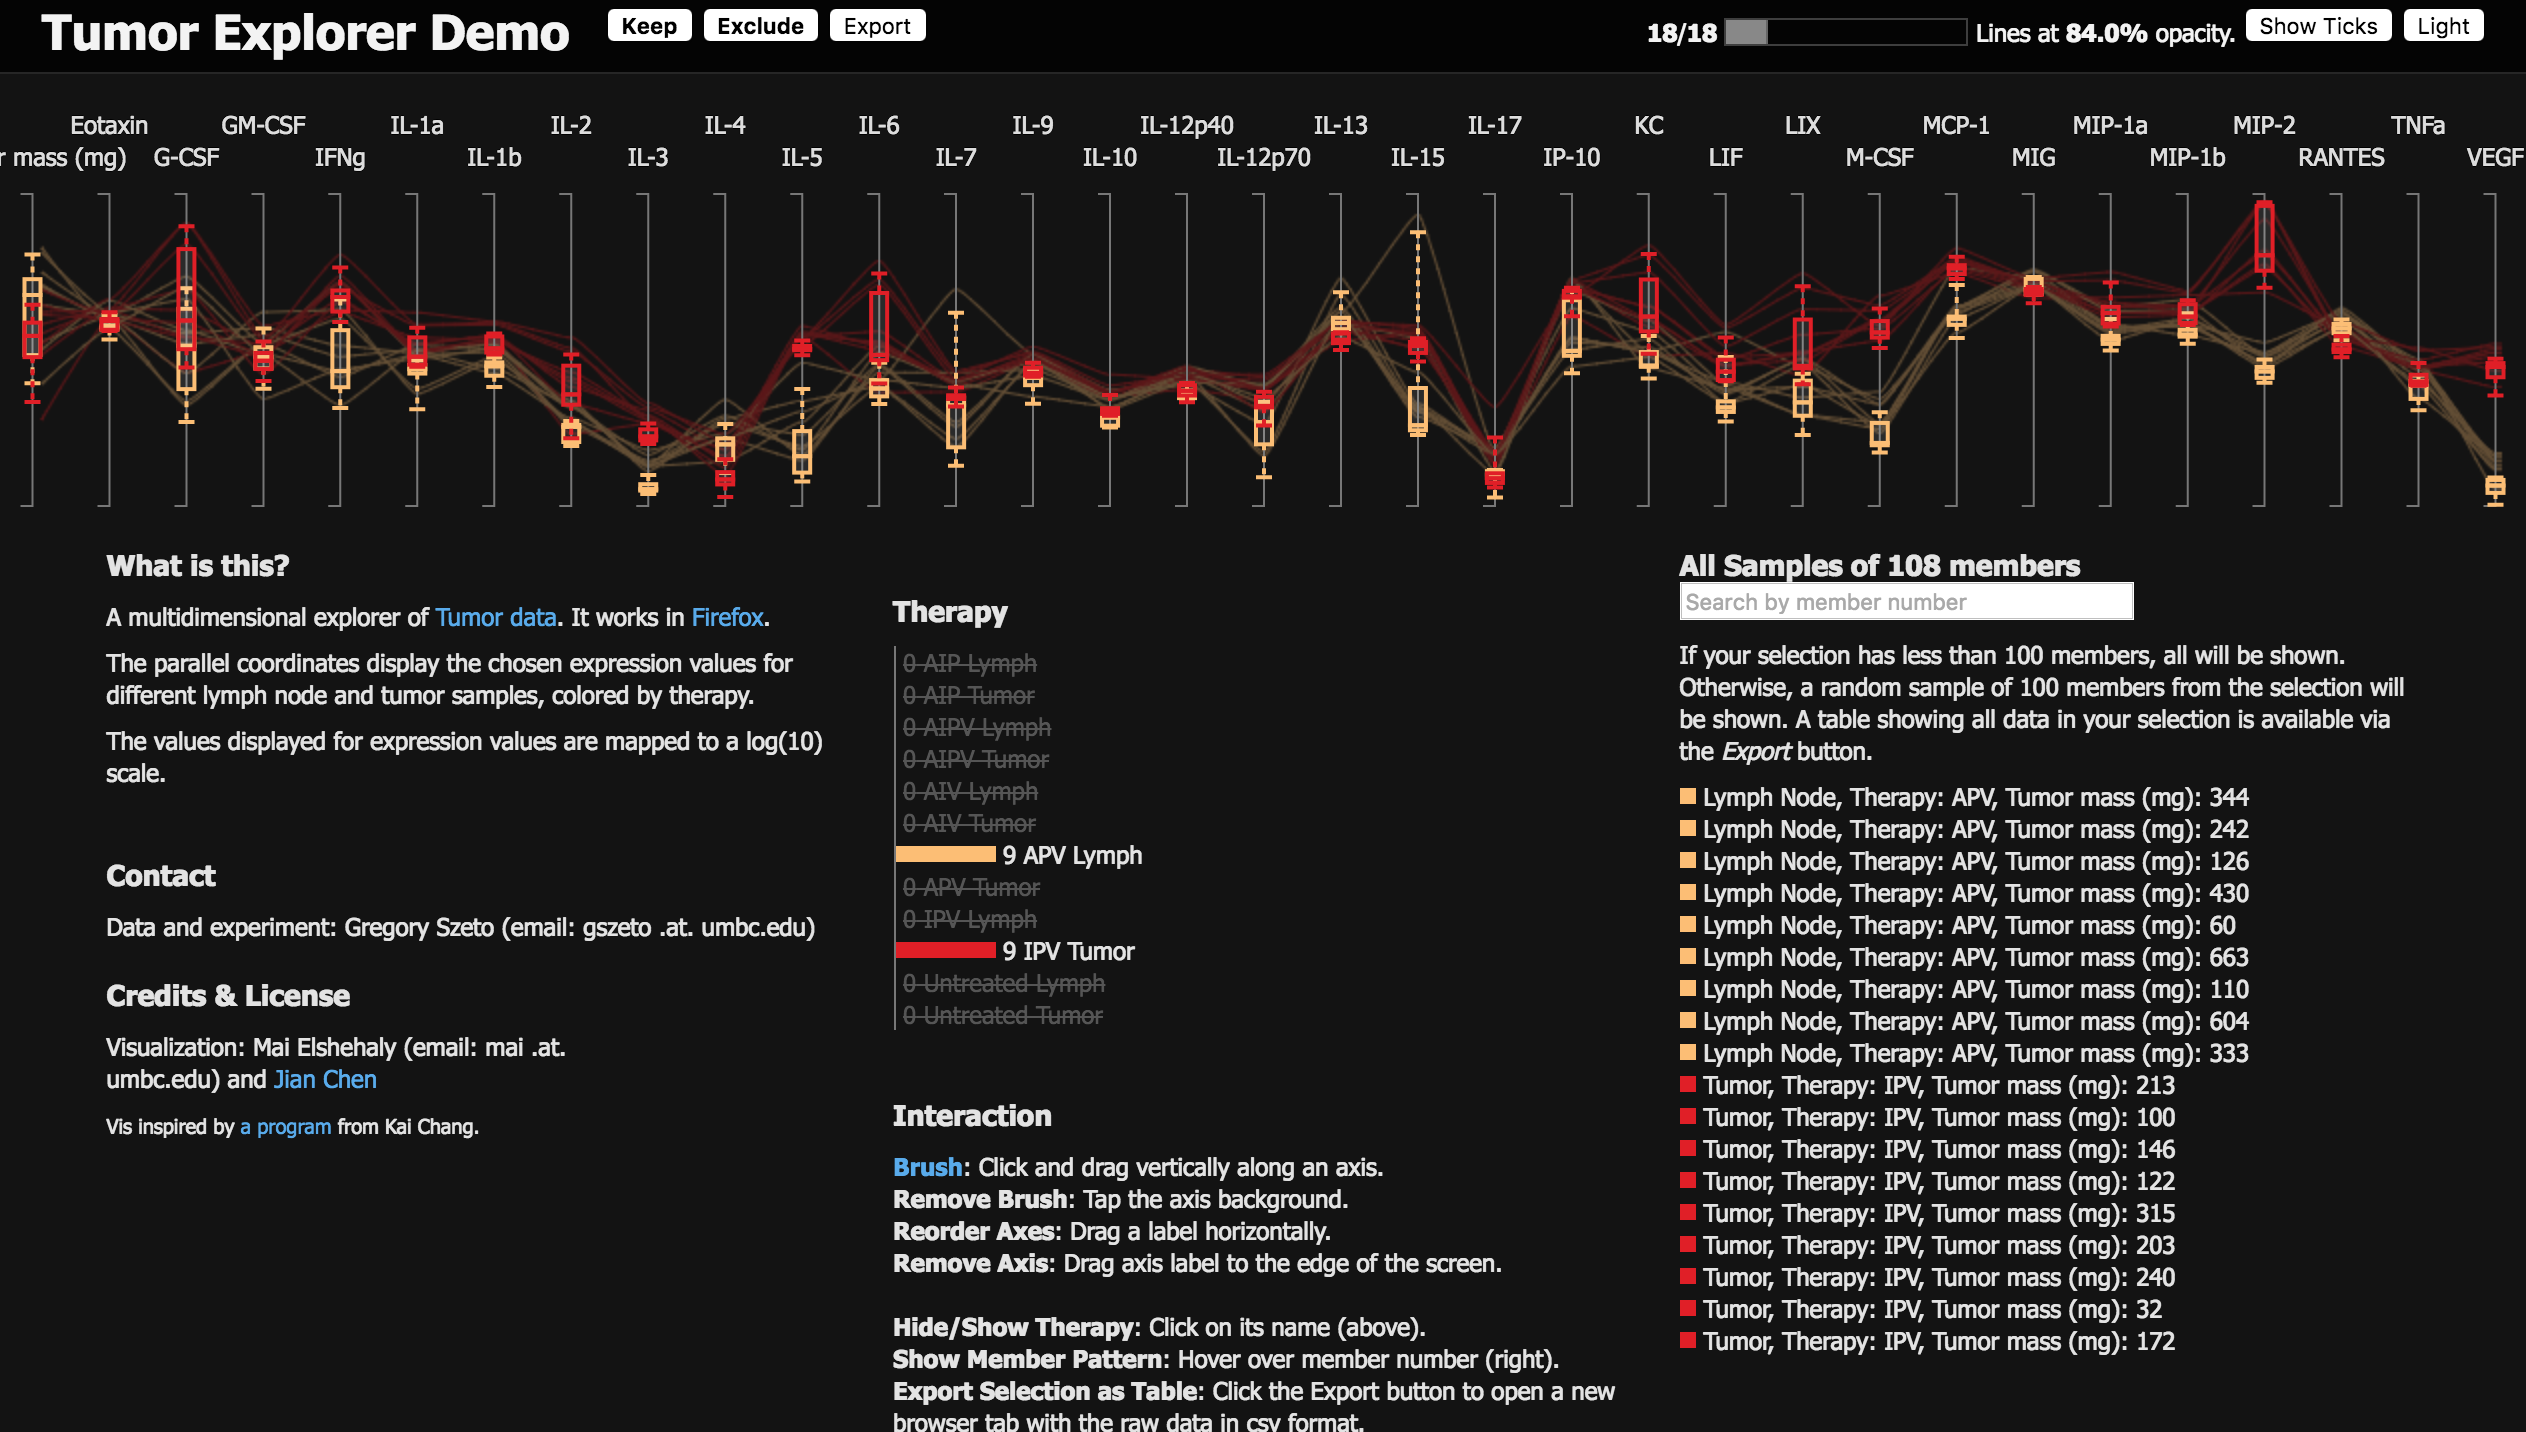 Tumor Explorer Demo
Keep
Exclude
Export
18/18
Lines at 84.0% opacity.
Show Ticks
Light
Eotaxin
GM-CSF
IL-1a
IL-2
IL-4
IL-6
IL-9
IL-12p40
IL-13
IL-17
KC
LIX
MCP-1
MIP-1a
MIP-2
TNFa
r mass (mg)
G-CSF
IFNg
IL-1b
IL-3
IL-5
IL-7
IL-10
IL-12p70
IL-15
IP-10
LIF
M-CSF
MIG
MIP-1b
RANTES
VEGF
What is this?
A multidimensional explorer of Tumor data. It works in Firefox.
The parallel coordinates display the chosen expression values for
different lymph node and tumor samples, colored by therapy.
The values displayed for expression values are mapped to a log(10)
scale.
Contact
Data and experiment: Gregory Szeto (email: gszeto .at. umbc.edu)
Credits & License
Visualization: Mai Elshehaly (email: mai .at.
umbc.edu) and Jian Chen
Vis inspired by a program from Kai Chang.
Therapy
0 AIP Lymph
0 AIP Tumor
0 AIPV Lymph
0 AIPV Tumor
0 AIV Lymph
0 AIV Tumor
9 APV Lymph
0 APV Tumor
0 IPV Lymph
9 IPV Tumor
0 Untreated Lymph
0 Untreated Tumor
Interaction
Brush: Click and drag vertically along an axis.
Remove Brush: Tap the axis background.
Reorder Axes: Drag a label horizontally.
Remove Axis: Drag axis label to the edge of the screen.
Hide/Show Therapy: Click on its name (above).
Show Member Pattern: Hover over member number (right).
Export Selection as Table: Click the Export button to open a new
browser tab with the raw data in csv format.
All Samples of 108 members
Search by member number
If your selection has less than 100 members, all will be shown.
Otherwise, a random sample of 100 members from the selection will
be shown. A table showing all data in your selection is available via
the Export button.
Lymph Node, Therapy: APV, Tumor mass (mg): 344
Lymph Node, Therapy: APV, Tumor mass (mg): 242
Lymph Node, Therapy: APV, Tumor mass (mg): 126
Lymph Node, Therapy: APV, Tumor mass (mg): 430
Lymph Node, Therapy: APV, Tumor mass (mg): 60
Lymph Node, Therapy: APV, Tumor mass (mg): 663
Lymph Node, Therapy: APV, Tumor mass (mg): 110
Lymph Node, Therapy: APV, Tumor mass (mg): 604
Lymph Node, Therapy: APV, Tumor mass (mg): 333
Tumor, Therapy: IPV, Tumor mass (mg): 213
Tumor, Therapy: IPV, Tumor mass (mg): 100
Tumor, Therapy: IPV, Tumor mass (mg): 146
Tumor, Therapy: IPV, Tumor mass (mg): 122
Tumor, Therapy: IPV, Tumor mass (mg): 315
Tumor, Therapy: IPV, Tumor mass (mg): 203
Tumor, Therapy: IPV, Tumor mass (mg): 240
Tumor, Therapy: IPV, Tumor mass (mg): 32
Tumor, Therapy: IPV, Tumor mass (mg): 172